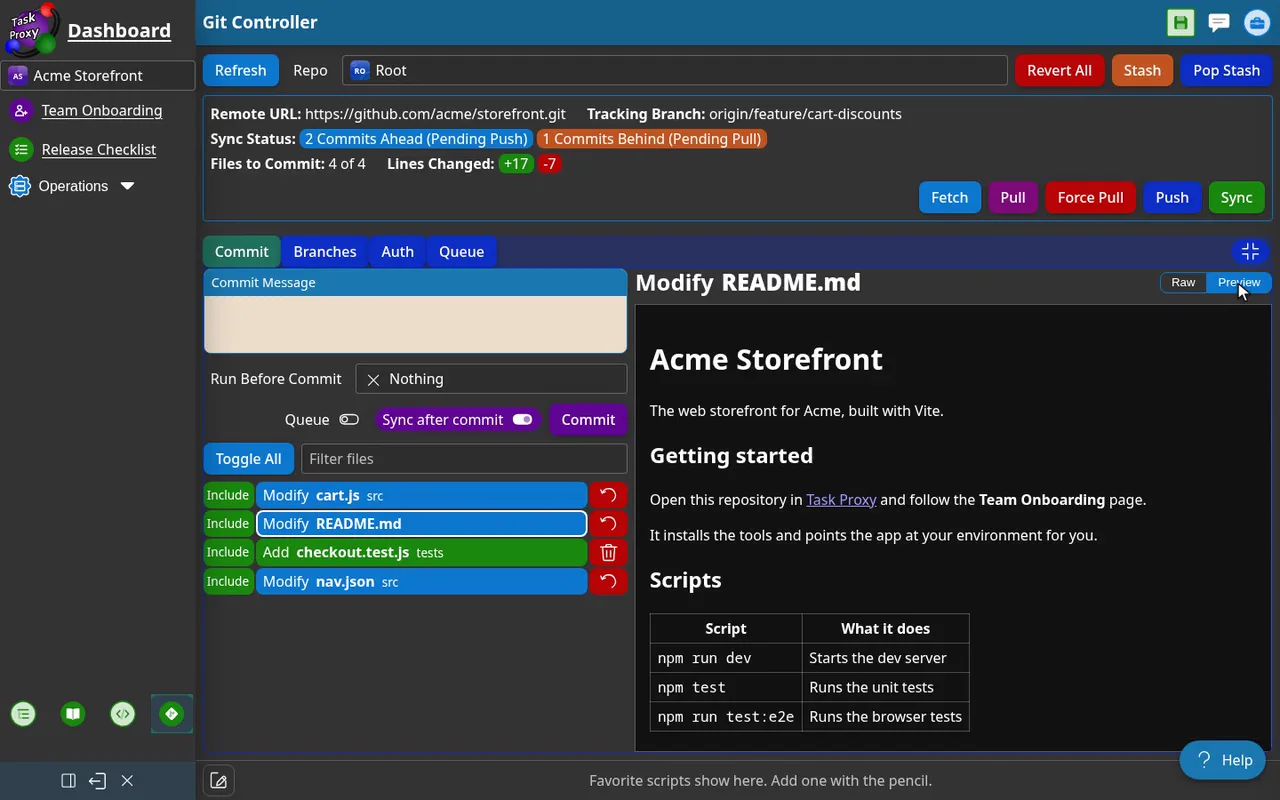 Task Proxy
Dashboard
AS Acme Storefront
Team Onboarding
Release Checklist
Operations
Git Controller
Refresh Repo RO Root Revert All Stash Pop Stash
Remote URL: https://github.com/acme/storefront.git Tracking Branch: origin/feature/cart-discounts
Sync Status: 2 Commits Ahead (Pending Push) 1 Commits Behind (Pending Pull)
Files to Commit: 4 of 4 Lines Changed: +17 -7
Fetch Pull Force Pull Push Sync
Commit Branches Auth Queue
Commit Message
Run Before Commit Nothing
Queue Sync after commit Commit
Toggle All Filter files
Include Modify cart.js src
Include Modify README.md
Include Add checkout.test.js tests
Include Modify nav.json src
Modify README.md Raw Preview
Acme Storefront
The web storefront for Acme, built with Vite.
Getting started
Open this repository in Task Proxy and follow the Team Onboarding page.
It installs the tools and points the app at your environment for you.
Scripts
Script What it does
npm run dev Starts the dev server
npm test Runs the unit tests
npm run test:e2e Runs the browser tests
Favorite scripts show here. Add one with the pencil.
? Help